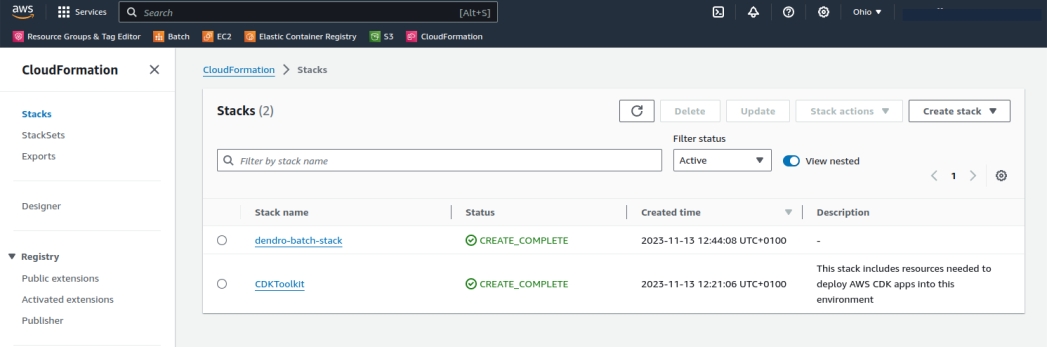 aws
Services
Search
[Alt+S]
Ohio
Resource Groups & Tag Editor
Batch
EC2
Elastic Container Registry
S3
CloudFormation
CloudFormation
Stacks
StackSets
Exports
Designer
Registry
Public extensions
Activated extensions
Publisher
CloudFormation
Stacks
Stacks (2)
Delete
Update
Stack actions
Create stack
Filter status
Filter by stack name
Active
View nested
1
Stack name
Status
Created time
Description
dendro-batch-stack
CREATE_COMPLETE
2023-11-13 12:44:08 UTC+0100
-
CDKToolkit
CREATE_COMPLETE
2023-11-13 12:21:06 UTC+0100
This stack includes resources needed to
deploy AWS CDK apps into this
environment